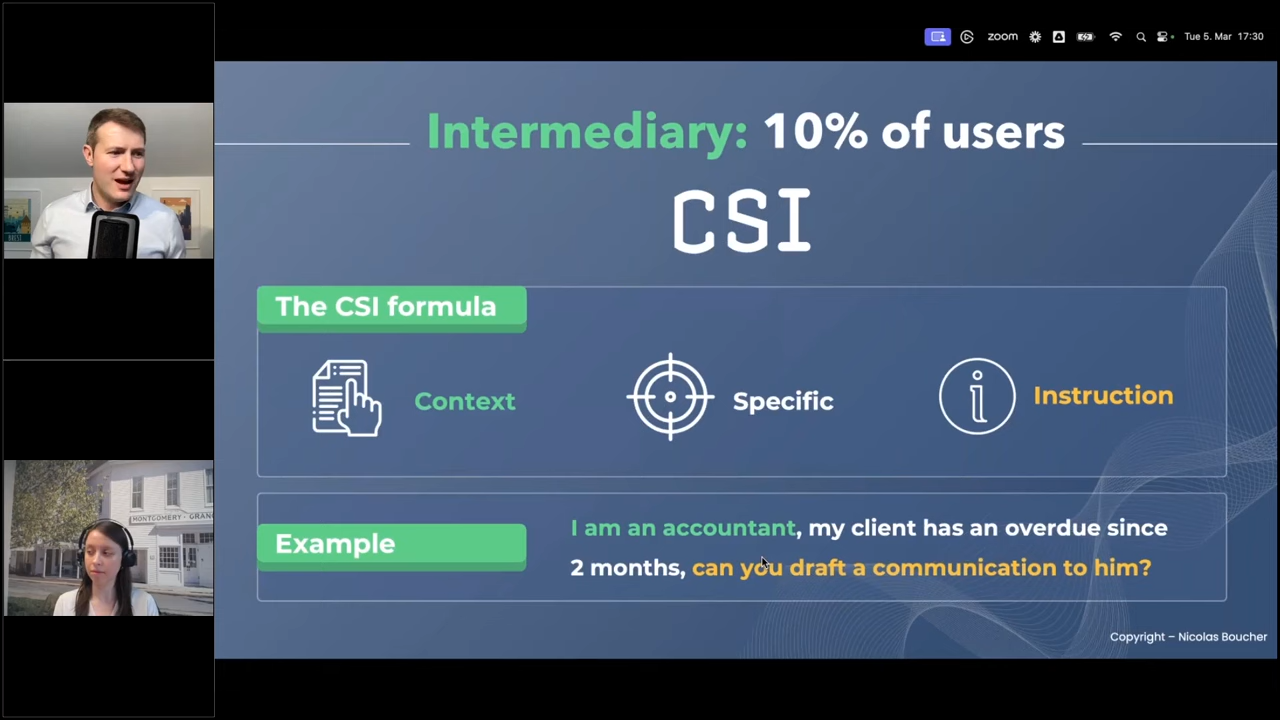 zoom
Tue 5. Mar 17:30
Intermediary: 10% of users
CSI
The CSI formula
Context
Specific
Instruction
Example
I am an accountant, my client has an overdue since
2 months, can you draft a communication to him?
Copyright – Nicolas Boucher
BREST
MONTGOMERY - GRAN